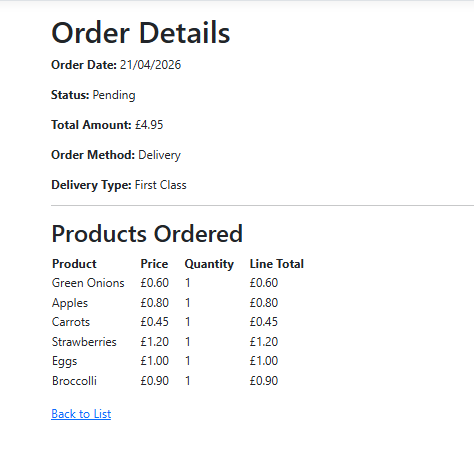 Order Details
Order Date: 21/04/2026
Status: Pending
Total Amount: £4.95
Order Method: Delivery
Delivery Type: First Class
Products Ordered
Product Price Quantity Line Total
Green Onions £0.60 1 £0.60
Apples £0.80 1 £0.80
Carrots £0.45 1 £0.45
Strawberries £1.20 1 £1.20
Eggs £1.00 1 £1.00
Broccolli £0.90 1 £0.90
Back to List